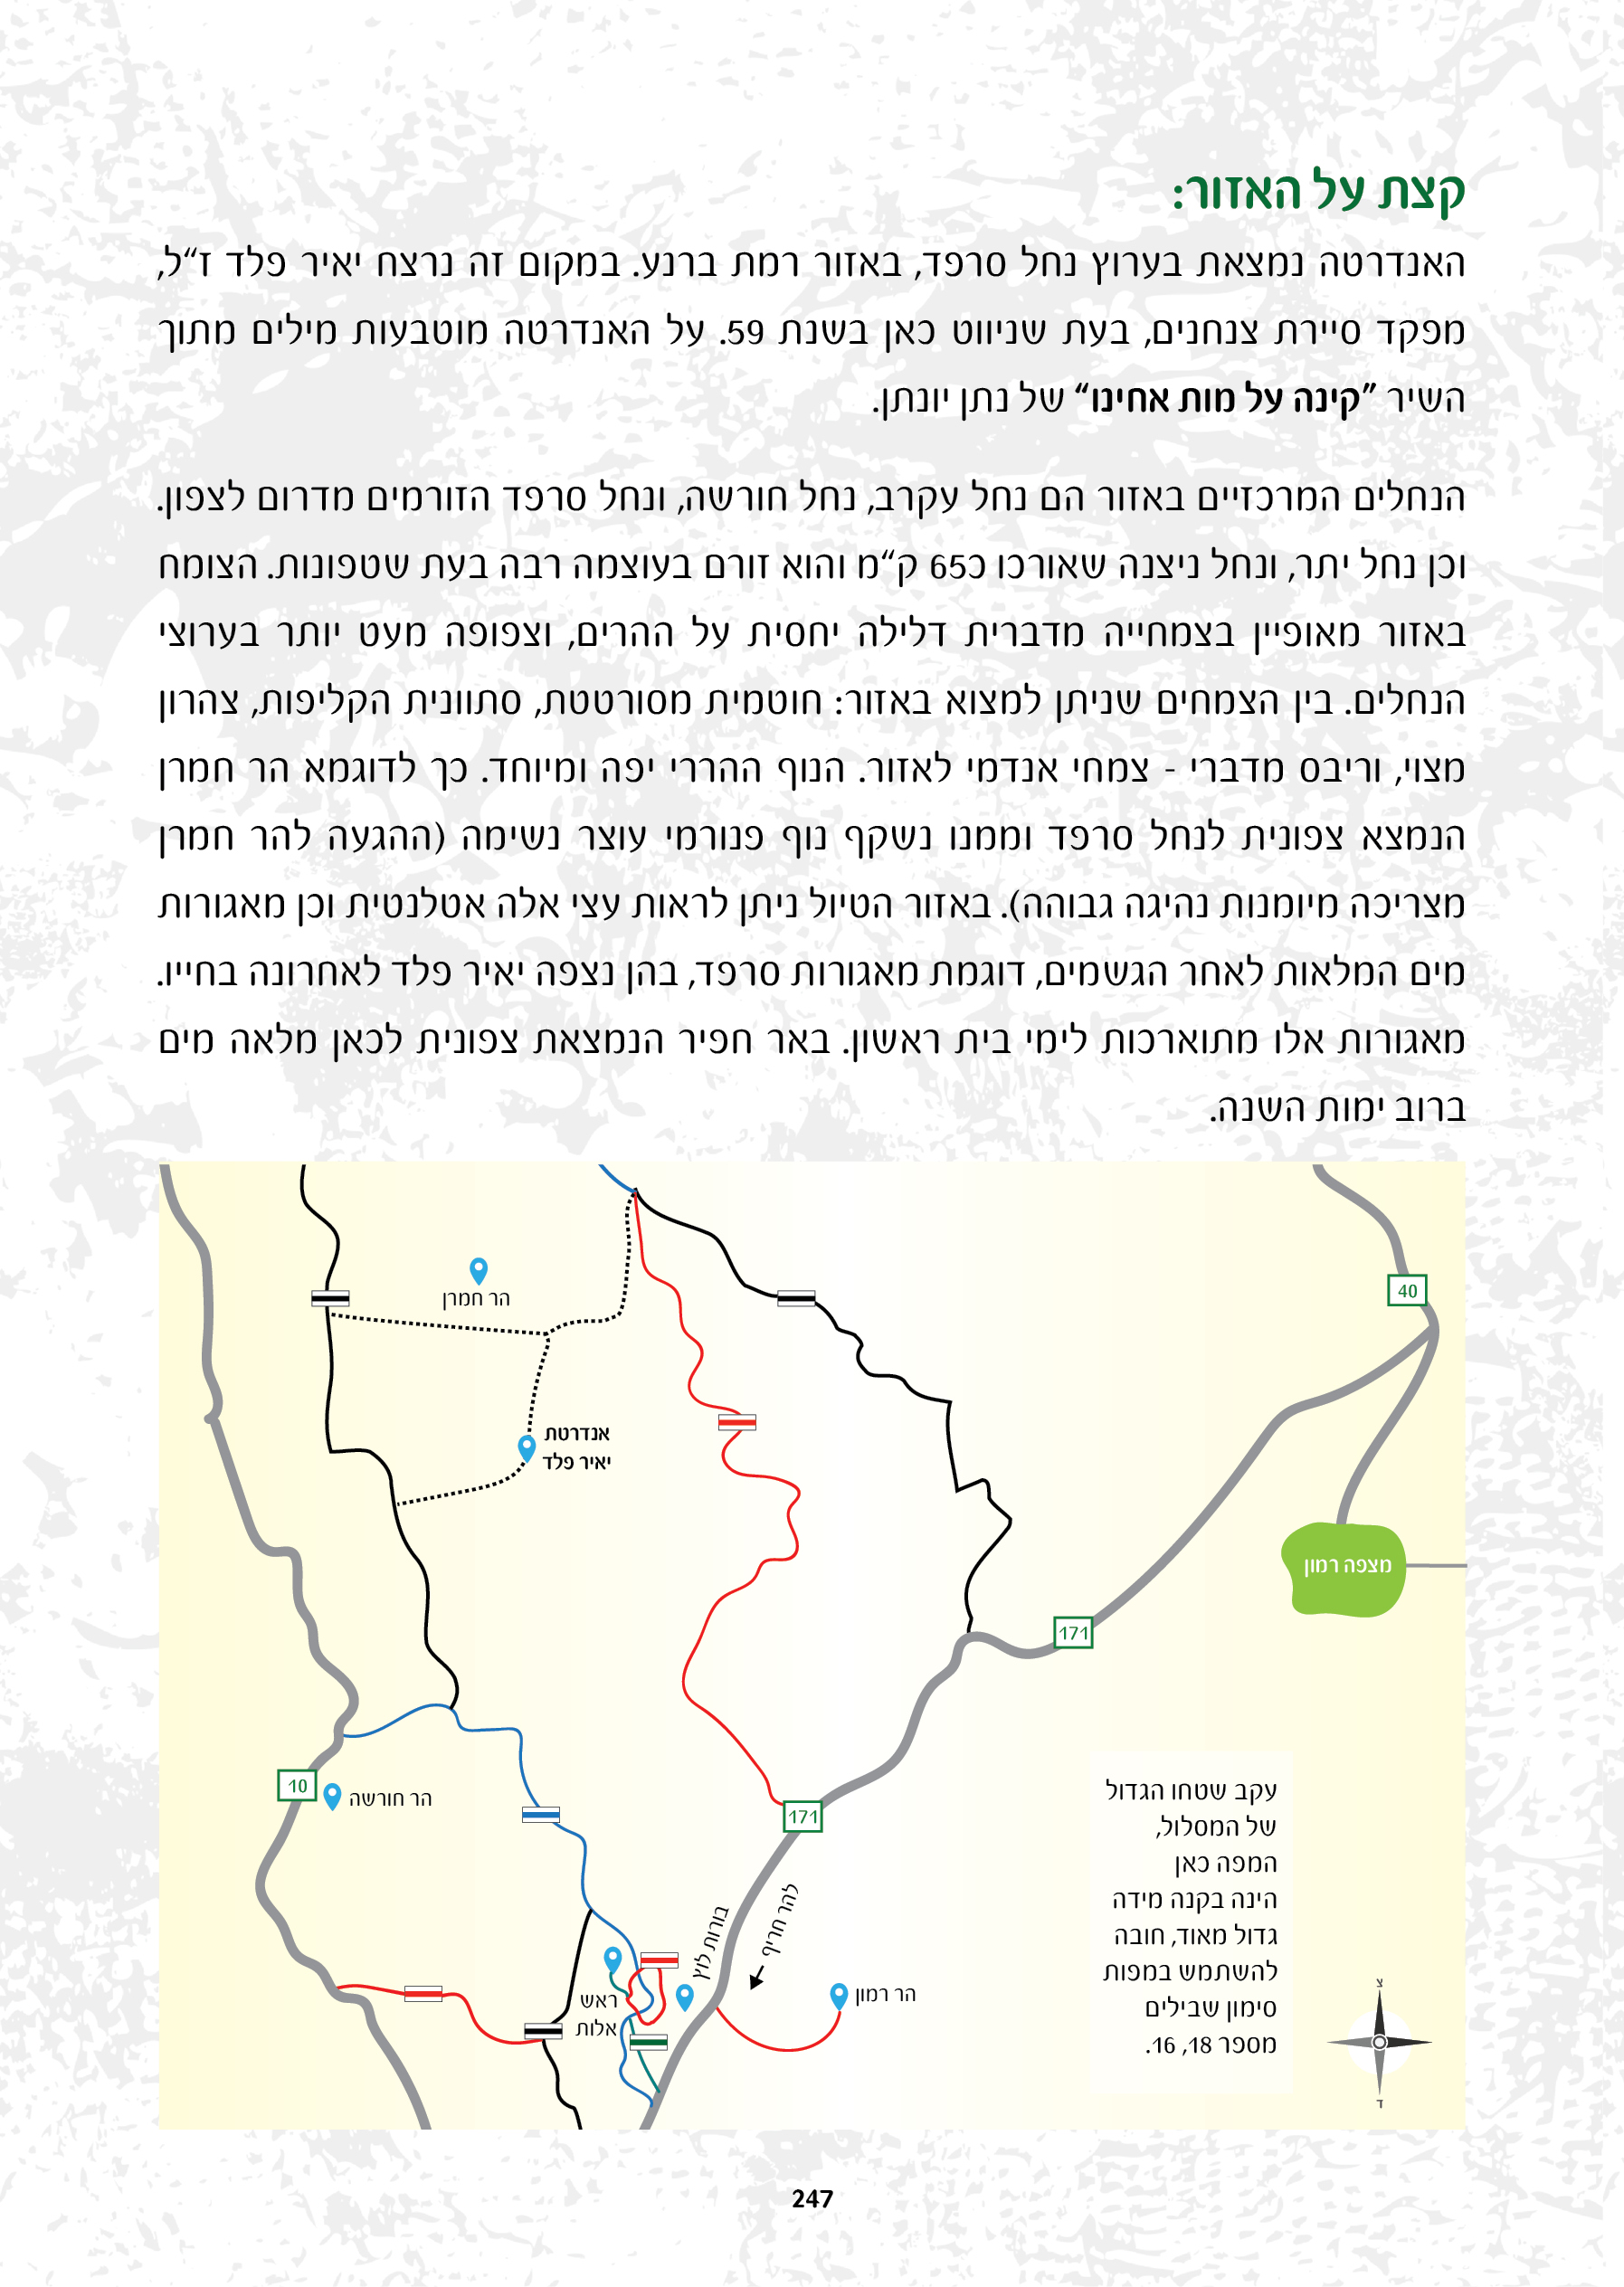 קצת על האזור:
האנדרטה נמצאת בערוץ נחל סרפד, באזור רמת ברנע. במקום זה נרצח יאיר פלד ז“ל,
מפקד סיירת צנחנים, בעת שניווט כאן בשנת 59. על האנדרטה מוטבעות מילים מתוך
השיר ”קינה על מות אחינו“ של נתן יונתן.
הנחלים המרכזיים באזור הם נחל עקרב, נחל חורשה, ונחל סרפד הזורמים מדרום לצפון.
וכן נחל יתר, ונחל ניצנה שאורכו כ65 ק“מ והוא זורם בעוצמה רבה בעת שטפונות. הצומח
באזור מאופיין בצמחייה מדברית דלילה יחסית על ההרים, וצפופה מעט יותר בערוצי
הנחלים. בין הצמחים שניתן למצוא באזור: חוטמית מסורטטת, סתוונית הקליפות, צהרון
מצוי, וריבס מדברי - צמחי אנדמי לאזור. הנוף ההררי יפה ומיוחד. כך לדוגמא הר חמרן
הנמצא צפונית לנחל סרפד וממנו נשקף נוף פנורמי עוצר נשימה (ההגעה להר חמרן
מצריכה מיומנות נהיגה גבוהה). באזור הטיול ניתן לראות עצי אלה אטלנטית וכן מאגורות
מים המלאות לאחר הגשמים, דוגמת מאגורות סרפד, בהן נצפה יאיר פלד לאחרונה בחייו.
מאגורות אלו מתוארכות לימי בית ראשון. באר חפיר הנמצאת צפונית לכאן מלאה מים
ברוב ימות השנה.
40
הר חמרן
אנדרטת
יאיר פלד
מצפה רמון
171
10
הר חורשה
171
להר חריף
בורות לוץ
הר רמון
ראש
אלות
עקב שטחו הגדול
של המסלול,
המפה כאן
הינה בקנה מידה
גדול מאוד, חובה
להשתמש במפות
סימון שבילים
מספר 18, 16.
צ
ד
247